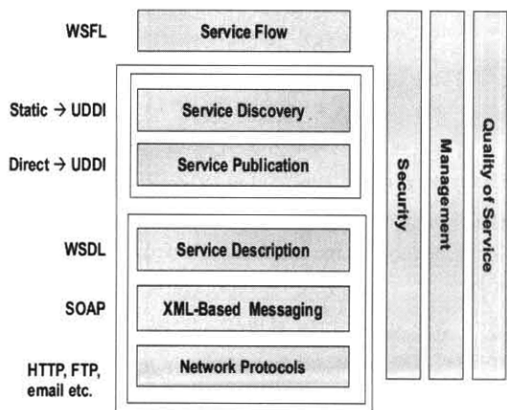 WSFL Service Flow
Static → UDDI Service Discovery
Direct → UDDI Service Publication
WSDL Service Description
SOAP XML-Based Messaging
HTTP, FTP,
email etc. Network Protocols
Security
Management
Quality of Service